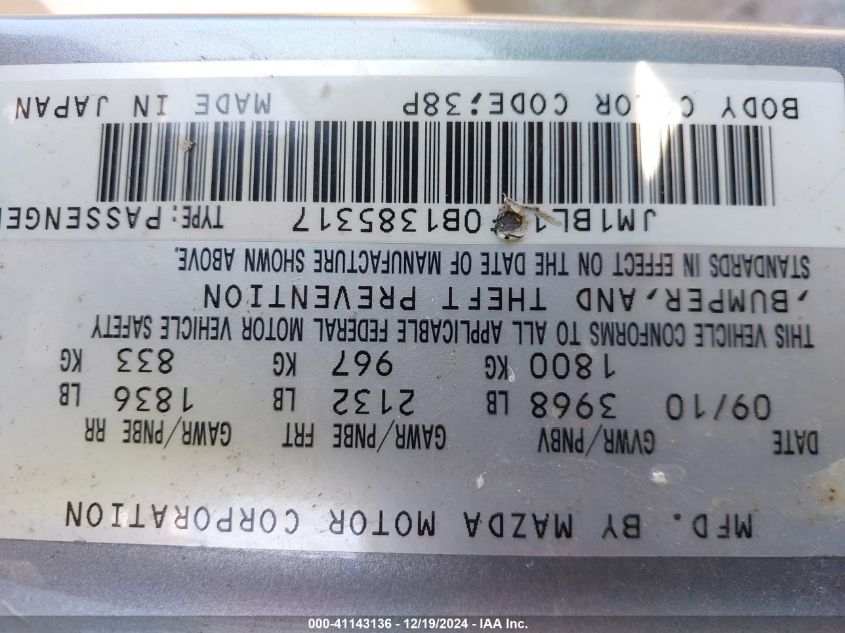 MFD. BY MAZDA MOTOR CORPORATION
DATE GVWR/PNBV GAWR/PNBE FRT GAWR/PNBE RR
09/10 3968 LB 2132 LB 1836 LB
1800 KG 967 KG 833 KG
THIS VEHICLE CONFORMS TO ALL APPLICABLE FEDERAL MOTOR VEHICLE SAFETY
,BUMPER,AND THEFT PREVENTION
STANDARDS IN EFFECT ON THE DATE OF MANUFACTURE SHOWN ABOVE.
TYPE:PASSENGER
BODY COLOR CODE:38P MADE IN JAPAN
000-41143136 - 12/19/2024 - IAA Inc.